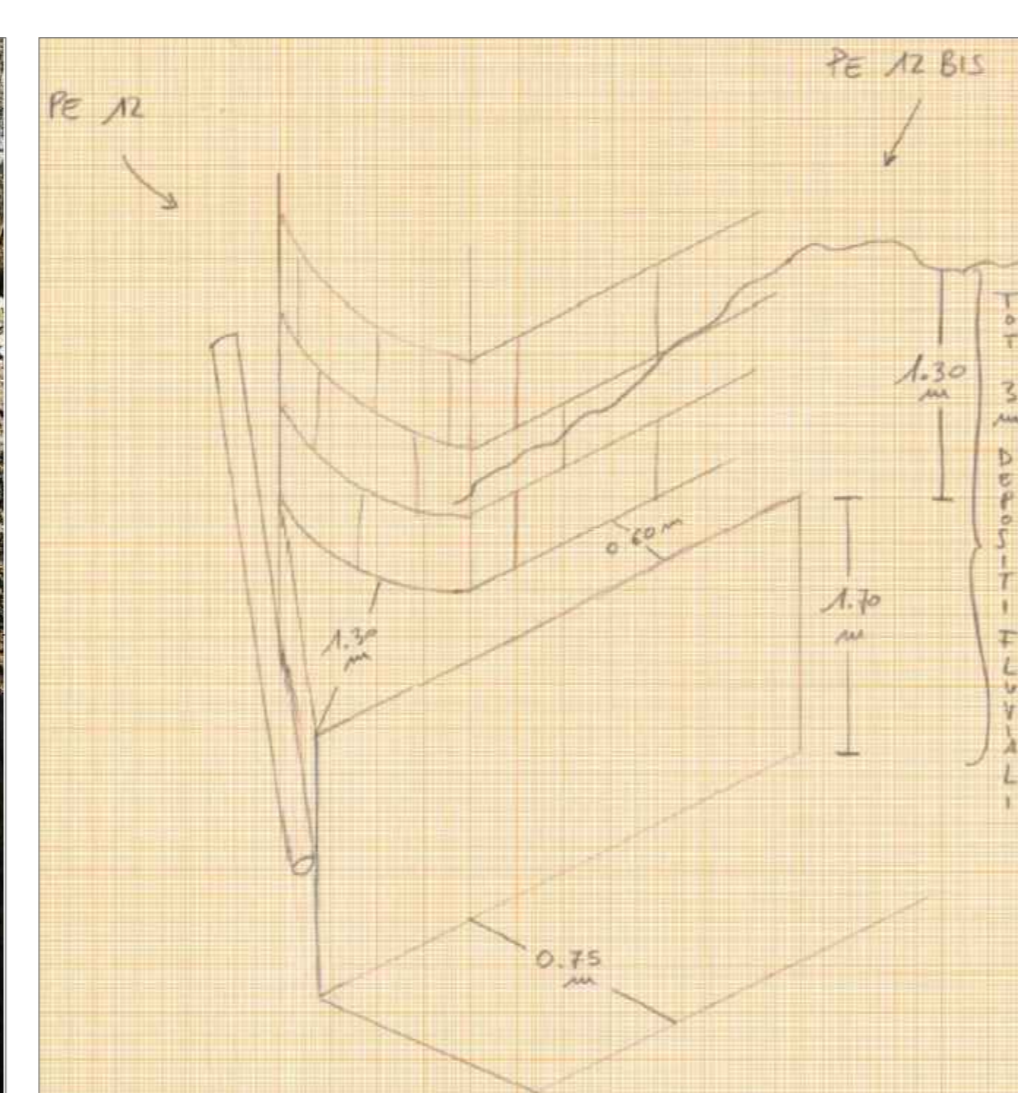 PE 12
PE 12 BIS
1.30
m
TOT 3 m DEPOSITI FLUVIALI
0.60 m
1.70
m
1.30
m
0.75
m